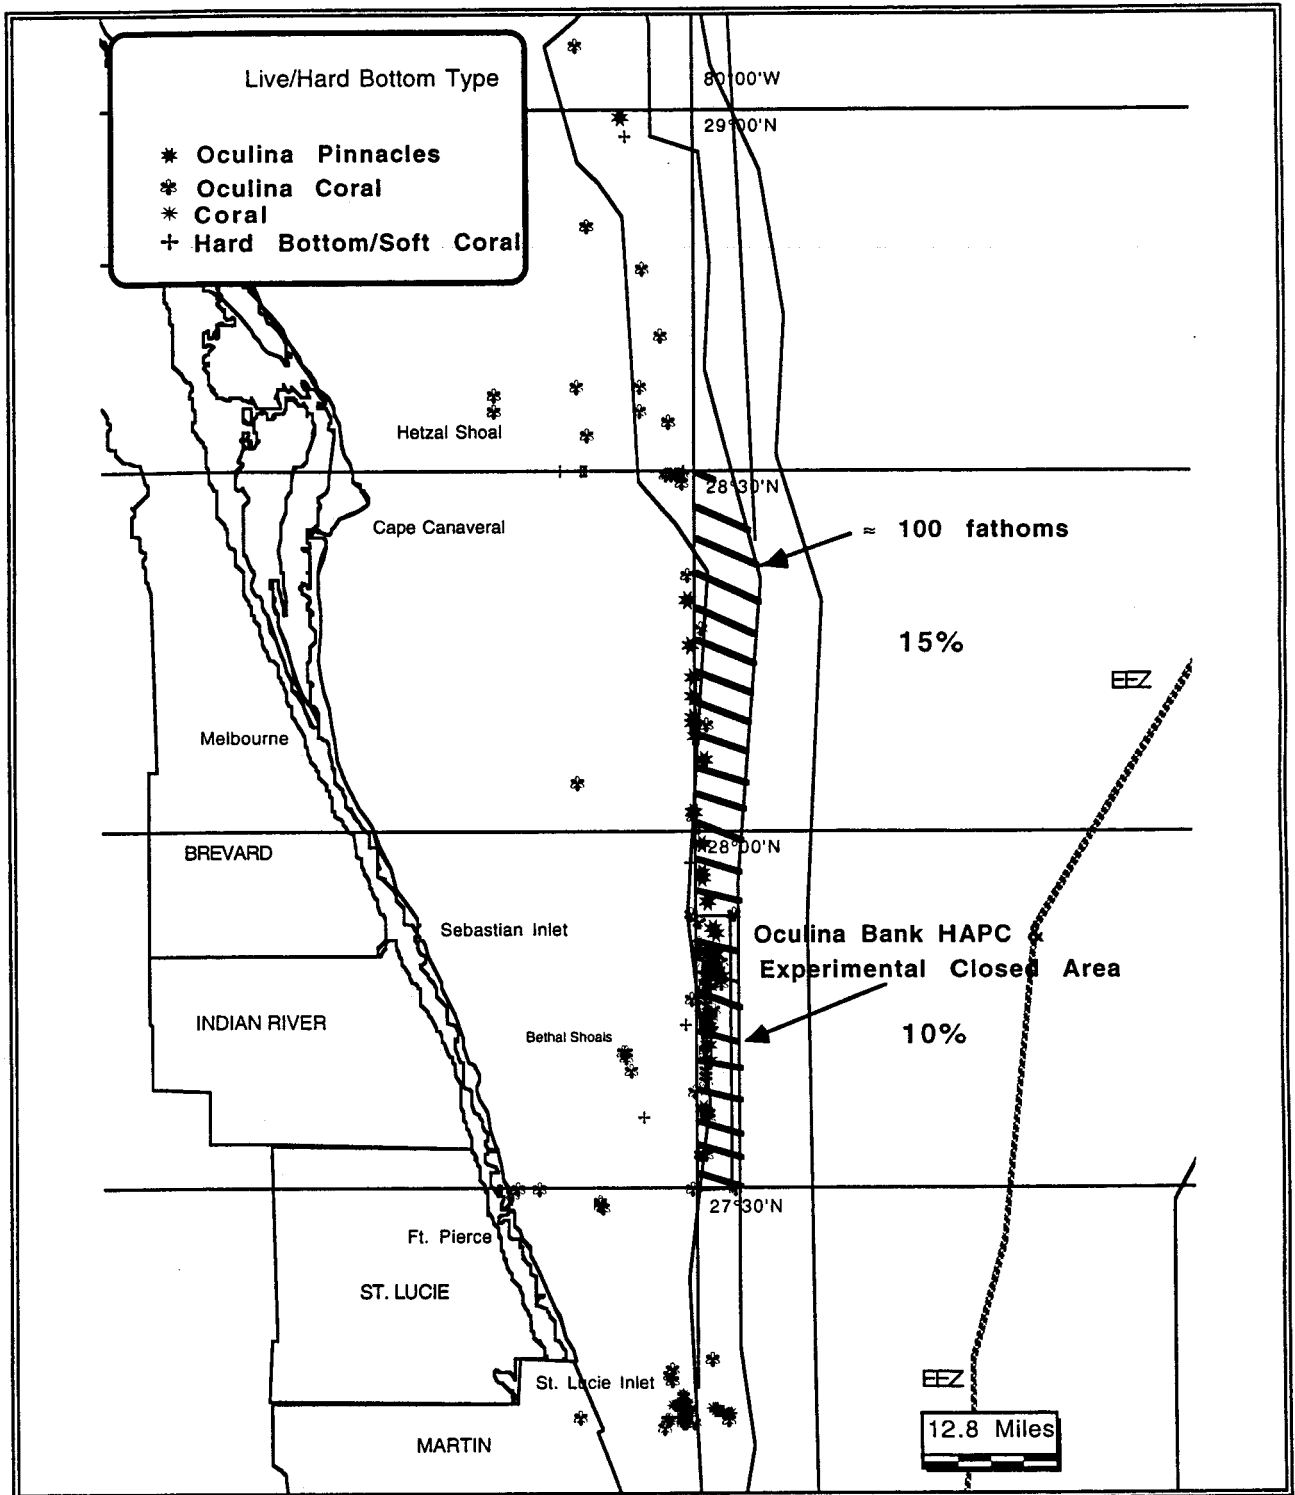 Live/Hard Bottom Type
Oculina Pinnacles
Oculina Coral
Coral
Hard Bottom/Soft Coral
80°00'W
29°00'N
Hetzal Shoal
28°30'N
Cape Canaveral
≈ 100 fathoms
15%
EEZ
Melbourne
28°00'N
BREVARD
Sebastian Inlet
Oculina Bank HAPC
Experimental Closed Area
INDIAN RIVER
Bethal Shoals
10%
27°30'N
Ft. Pierce
ST. LUCIE
St. Lucie Inlet
EEZ
12.8 Miles
MARTIN